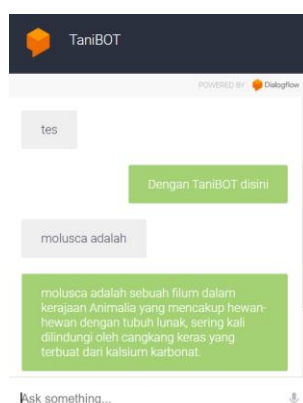 TaniBOT
POWERED BY Dialogflow
tes
Dengan TaniBOT disini
molusca adalah
molusca adalah sebuah filum dalam
kerajaan Animalia yang mencakup hewan-
hewan dengan tubuh lunak, sering kali
dilindungi oleh cangkang keras yang
terbuat dari kalsium karbonat.
Ask something...